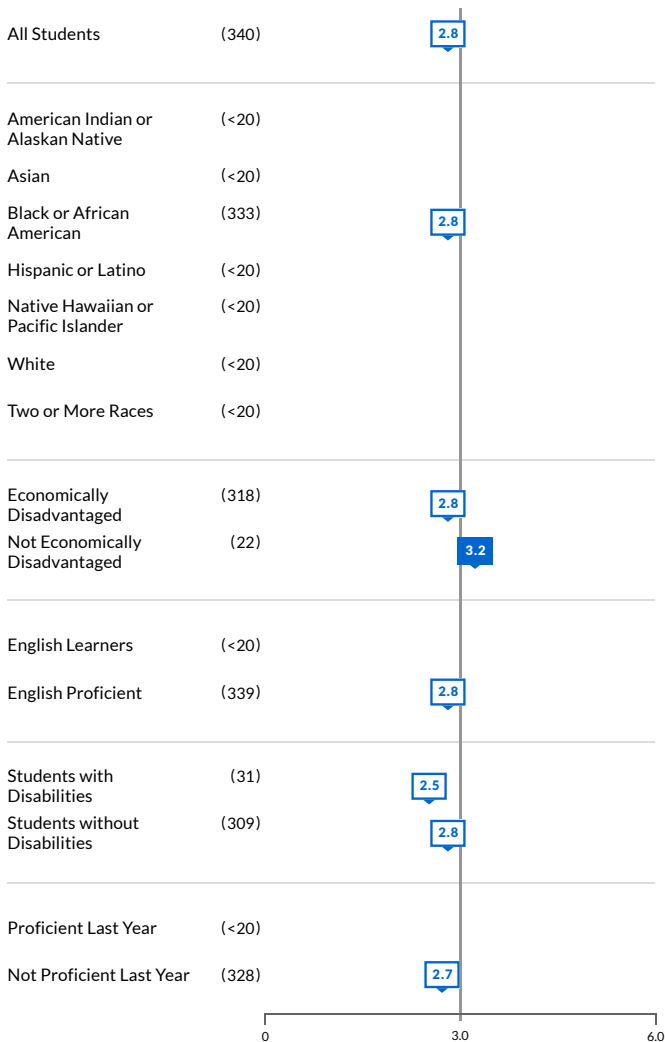 All Students (340) 2.8
American Indian or (<20)
Alaskan Native
Asian (<20)
Black or African (333) 2.8
American
Hispanic or Latino (<20)
Native Hawaiian or (<20)
Pacific Islander
White (<20)
Two or More Races (<20)
Economically (318) 2.8
Disadvantaged
Not Economically (22) 3.2
Disadvantaged
English Learners (<20)
English Proficient (339) 2.8
Students with (31) 2.5
Disabilities
Students without (309) 2.8
Disabilities
Proficient Last Year (<20)
Not Proficient Last Year (328) 2.7
0 3.0 6.0